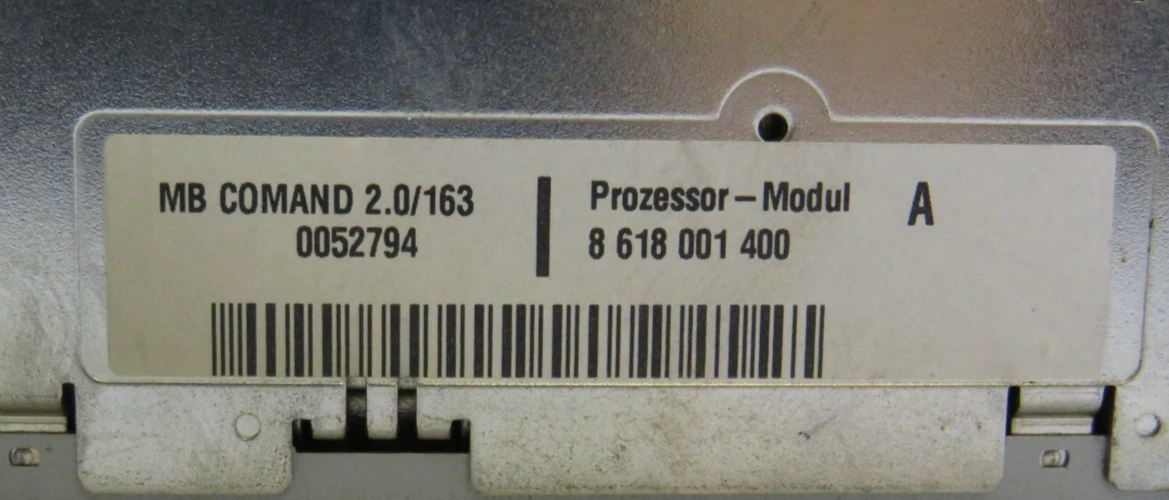 MB COMAND 2.0/163
0052794
Prozessor – Modul A
8 618 001 400